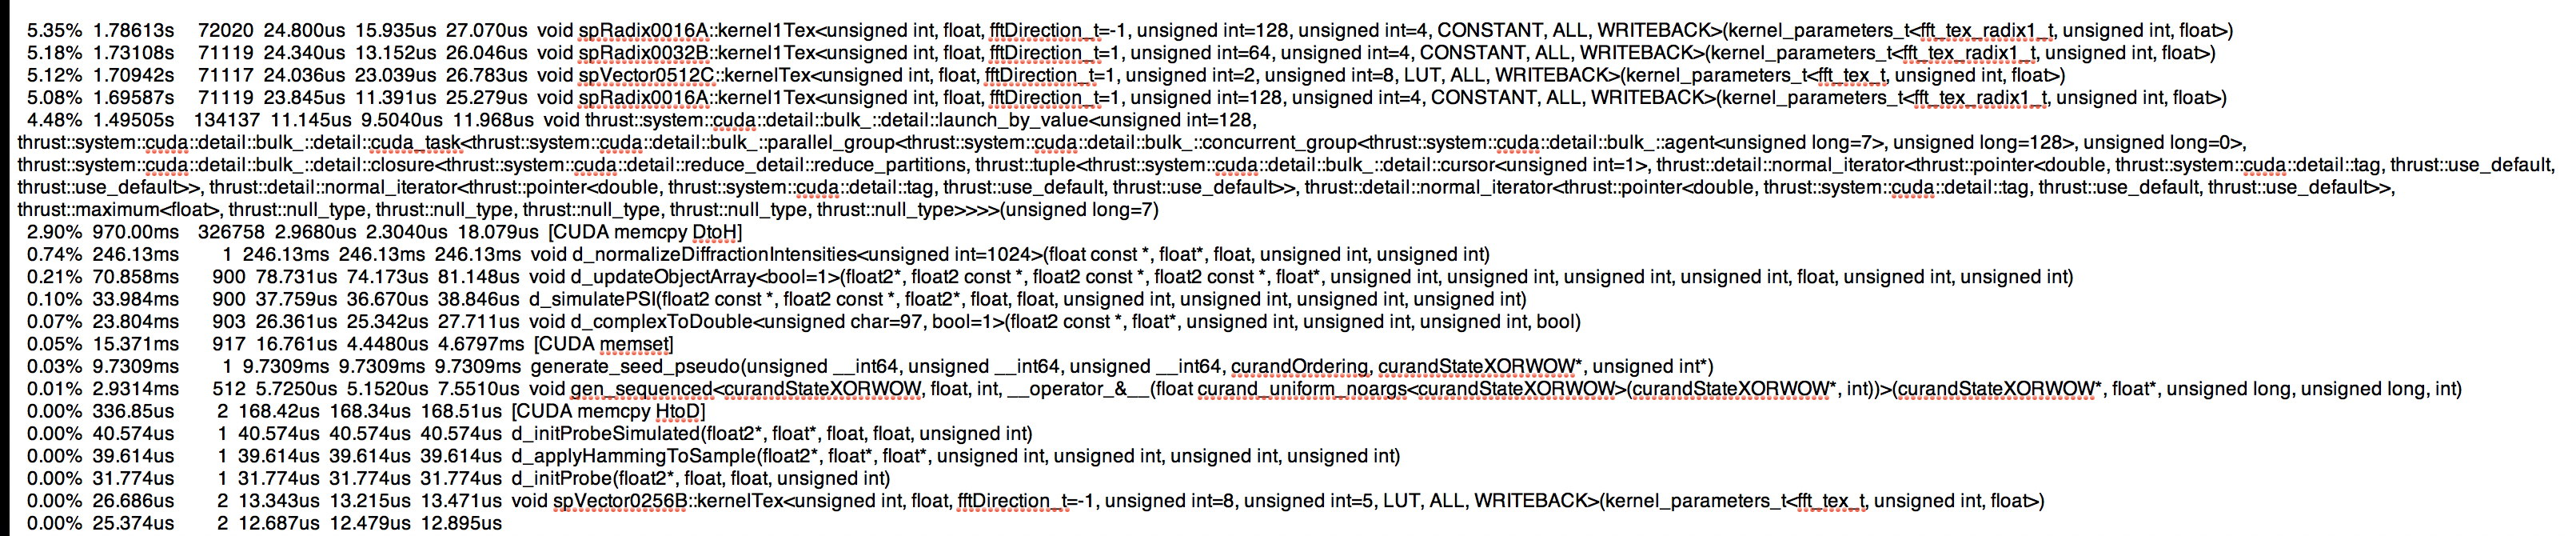 5.35% 1.78613s 72020 24.800us 15.935us 27.070us void spRadix0016A::kernel1Tex<unsigned int, float, fftDirection_t=-1, unsigned int=128, unsigned int=4, CONSTANT, ALL, WRITEBACK>(kernel_parameters_t<fft_tex_radix1_t, unsigned int, float>)
5.18% 1.73108s 71119 24.340us 13.152us 26.046us void spRadix0032B::kernel1Tex<unsigned int, float, fftDirection_t=1, unsigned int=64, unsigned int=4, CONSTANT, ALL, WRITEBACK>(kernel_parameters_t<fft_tex_radix1_t, unsigned int, float>)
5.12% 1.70942s 71117 24.036us 23.039us 26.783us void spVector0512C::kernelTex<unsigned int, float, fftDirection_t=1, unsigned int=2, unsigned int=8, LUT, ALL, WRITEBACK>(kernel_parameters_t<fft_tex_t, unsigned int, float>)
5.08% 1.69587s 71119 23.845us 11.391us 25.279us void spRadix0016A::kernel1Tex<unsigned int, float, fftDirection_t=1, unsigned int=128, unsigned int=4, CONSTANT, ALL, WRITEBACK>(kernel_parameters_t<fft_tex_radix1_t, unsigned int, float>)
4.48% 1.49505s 134137 11.145us 9.5040us 11.968us void thrust::system::cuda::detail::bulk_::detail::launch_by_value<unsigned int=128,
thrust::system::cuda::detail::bulk_::detail::cuda_task<thrust::system::cuda::detail::bulk_::parallel_group<thrust::system::cuda::detail::bulk_::concurrent_group<thrust::system::cuda::detail::bulk_::agent<unsigned long=7>, unsigned long=128>, unsigned long=0>,
thrust::system::cuda::detail::bulk_::detail::closure<thrust::system::cuda::detail::reduce_detail::reduce_partitions, thrust::tuple<thrust::system::cuda::detail::bulk_::detail::cursor<unsigned int=1>, thrust::detail::normal_iterator<thrust::pointer<double, thrust::system::cuda::detail::tag, thrust::use_default,
thrust::use_default>>, thrust::detail::normal_iterator<thrust::pointer<double, thrust::system::cuda::detail::tag, thrust::use_default, thrust::use_default>>, thrust::detail::normal_iterator<thrust::pointer<double, thrust::system::cuda::detail::tag, thrust::use_default, thrust::use_default>>,
thrust::maximum<float>, thrust::null_type, thrust::null_type, thrust::null_type, thrust::null_type, thrust::null_type>>>>(unsigned long=7)
2.90% 970.00ms 326758 2.9680us 2.3040us 18.079us [CUDA memcpy DtoH]
0.74% 246.13ms 1 246.13ms 246.13ms 246.13ms void d_normalizeDiffractionIntensities<unsigned int=1024>(float const *, float*, float, unsigned int, unsigned int)
0.21% 70.858ms 900 78.731us 74.173us 81.148us void d_updateObjectArray<bool=1>(float2*, float2 const *, float2 const *, float2 const *, float*, unsigned int, unsigned int, unsigned int, unsigned int, float, unsigned int, unsigned int)
0.10% 33.984ms 900 37.759us 36.670us 38.846us d_simulatePSI(float2 const *, float2 const *, float2*, float, float, unsigned int, unsigned int, unsigned int, unsigned int)
0.07% 23.804ms 903 26.361us 25.342us 27.711us void d_complexToDouble<unsigned char=97, bool=1>(float2 const *, float*, unsigned int, unsigned int, unsigned int, bool)
0.05% 15.371ms 917 16.761us 4.4480us 4.6797ms [CUDA memset]
0.03% 9.7309ms 1 9.7309ms 9.7309ms 9.7309ms generate_seed_pseudo(unsigned __int64, unsigned __int64, unsigned __int64, curandOrdering, curandStateXORWOW*, unsigned int*)
0.01% 2.9314ms 512 5.7250us 5.1520us 7.5510us void gen_sequenced<curandStateXORWOW, float, int, __operator_&__(float curand_uniform_noargs<curandStateXORWOW>(curandStateXORWOW*, int))>(curandStateXORWOW*, float*, unsigned long, unsigned long, int)
0.00% 336.85us 2 168.42us 168.34us 168.51us [CUDA memcpy HtoD]
0.00% 40.574us 1 40.574us 40.574us 40.574us d_initProbeSimulated(float2*, float*, float, float, unsigned int)
0.00% 39.614us 1 39.614us 39.614us 39.614us d_applyHammingToSample(float2*, float*, float*, unsigned int, unsigned int, unsigned int, unsigned int)
0.00% 31.774us 1 31.774us 31.774us 31.774us d_initProbe(float2*, float, float, unsigned int)
0.00% 26.686us 2 13.343us 13.215us 13.471us void spVector0256B::kernelTex<unsigned int, float, fftDirection_t=-1, unsigned int=8, unsigned int=5, LUT, ALL, WRITEBACK>(kernel_parameters_t<fft_tex_t, unsigned int, float>)
0.00% 25.374us 2 12.687us 12.479us 12.895us